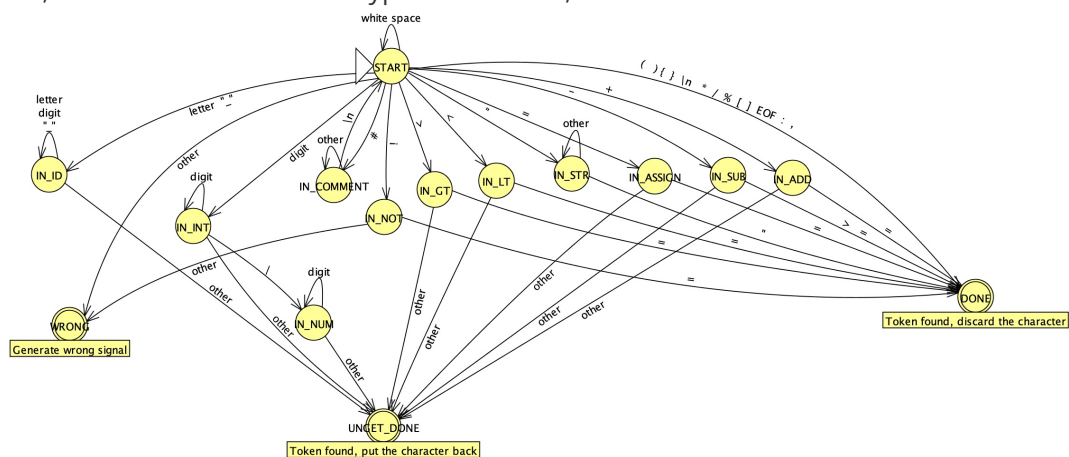 white space
START
( ) { } \n * / % [ ] EOF : ,
letter
digit
"_"
letter "_"
other
digit
\n
#
!
>
<
"
=
-
+
IN_ID
digit
IN_INT
other
IN_COMMENT
IN_NOT
IN_GT
IN_LT
other
IN_STR
IN_ASSIGN
IN_SUB
IN_ADD
other
other
/
digit
other
IN_NUM
other
other
other
other
other
other
=
=
=
"
=
> =
=
WRONG
Generate wrong signal
DONE
Token found, discard the character
UNGET_DONE
Token found, put the character back